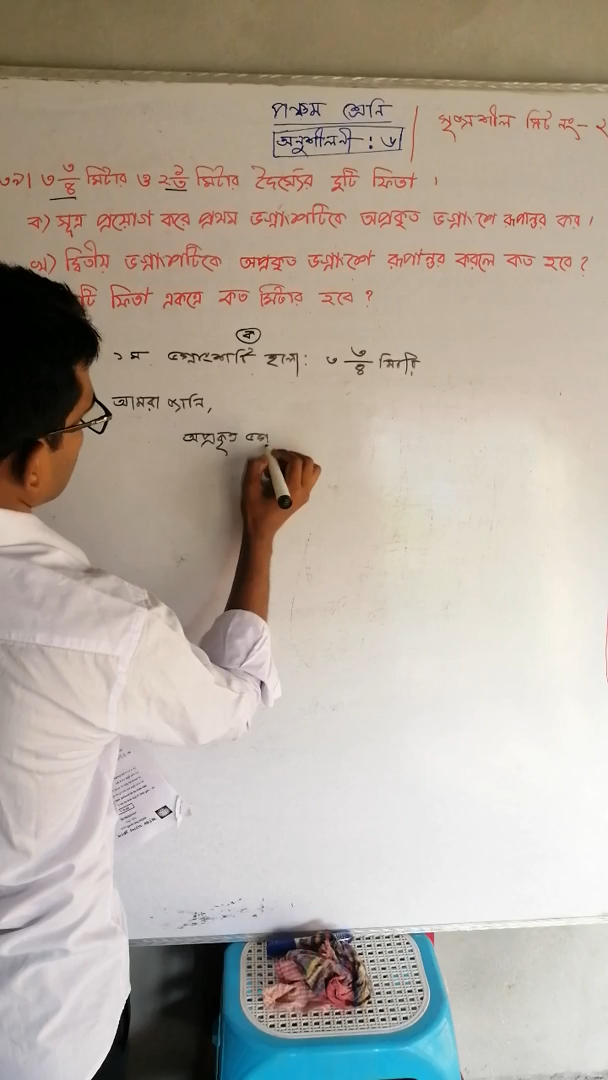 পঞ্চম শ্রেনি
অনুশীলনী : ৬
সৃজনশীল সিট নং- ২
৩৯। ৩ ৩/৪ মিটার ও ২ ১/৩ মিটার দৈর্ঘ্যের দুটি ফিতা ।
ক) সূত্র প্রয়োগ করে প্রথম ভগ্নাংশটিকে অপ্রকৃত ভগ্নাংশে রূপান্তর কর।
খ) দ্বিতীয় ভগ্নাংশটিকে অপ্রকৃত ভগ্নাংশে রূপান্তর করলে কত হবে ?
টি ফিতা একত্রে কত মিটার হবে ?
ক
১ম ভগ্নাংশটি হলো: ৩ ৩/৪ মিটার
আমরা জানি,
অপ্রকৃত ভগ্